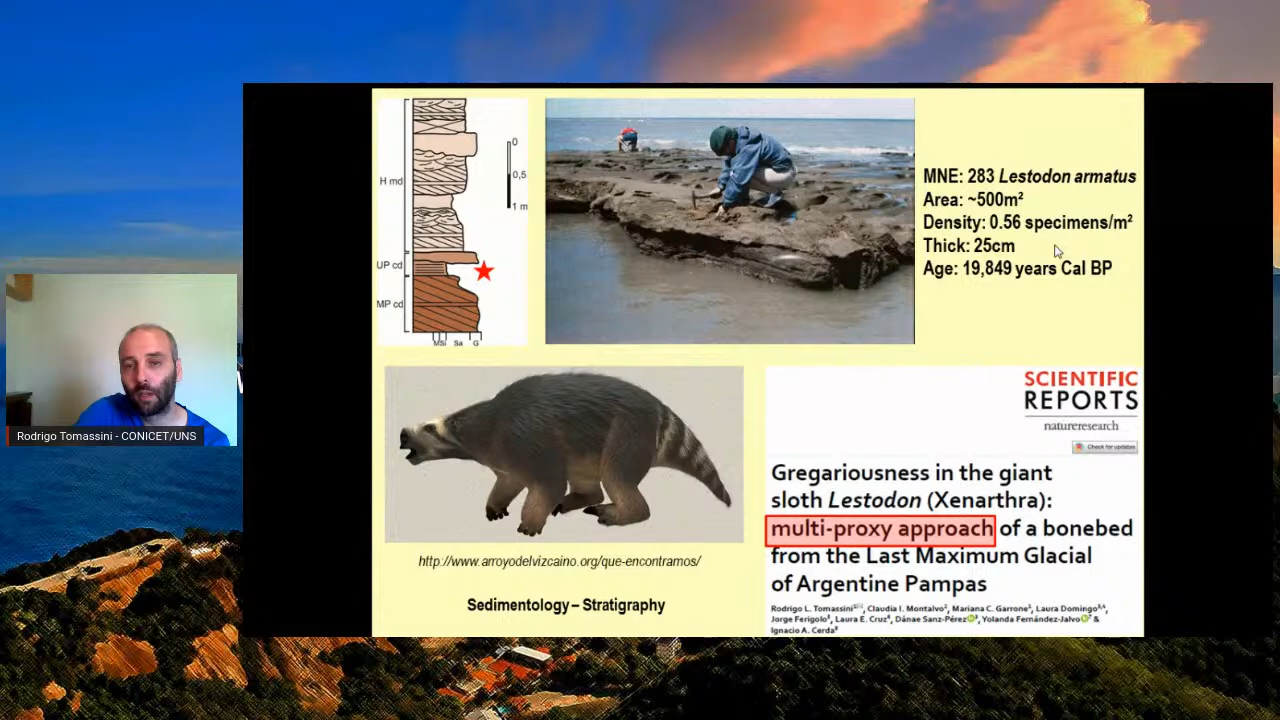 H md
UP cd
MP cd
0
0,5
1 m
MSi Sa G
MNE: 283 Lestodon armatus
Area: ~500m²
Density: 0.56 specimens/m²
Thick: 25cm
Age: 19,849 years Cal BP
Rodrigo Tomassini - CONICET/UNS
http://www.arroyodelvizcaino.org/que-encontramos/
Sedimentology – Stratigraphy
SCIENTIFIC
REPORTS
natureresearch
Check for updates
Gregariousness in the giant
sloth Lestodon (Xenarthra):
multi-proxy approach of a bonebed
from the Last Maximum Glacial
of Argentine Pampas
Rodrigo L. Tomassini, Claudia I. Montalvo, Mariana C. Garrone, Laura Domingo,
Jorge Ferigolo, Laura E. Cruz, Dánae Sanz-Pérez, Yolanda Fernández-Jalvo &
Ignacio A. Cerda